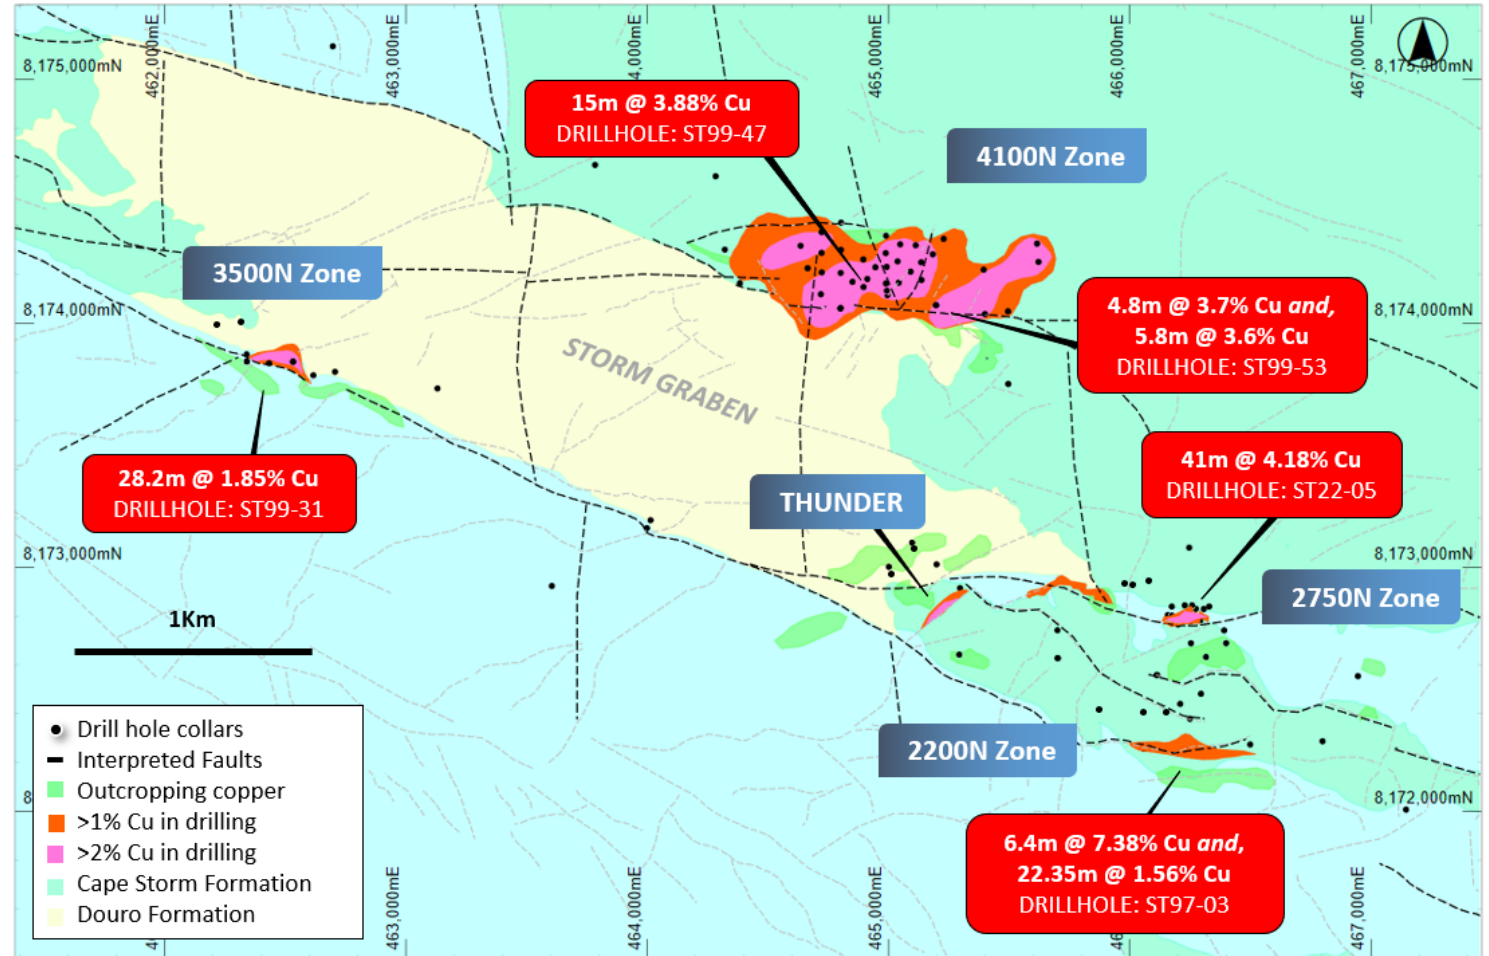 462,000mE
463,000mE
4,000mE
465,000mE
466,000mE
467,000mE
8,175,000mN
8,175,000mN
15m @ 3.88% Cu
DRILLHOLE: ST99-47
4100N Zone
3500N Zone
8,174,000mN
8,174,000mN
4.8m @ 3.7% Cu and,
5.8m @ 3.6% Cu
DRILLHOLE: ST99-53
STORM GRABEN
28.2m @ 1.85% Cu
DRILLHOLE: ST99-31
41m @ 4.18% Cu
DRILLHOLE: ST22-05
THUNDER
8,173,000mN
8,173,000mN
2750N Zone
1Km
2200N Zone
Drill hole collars
Interpreted Faults
Outcropping copper
>1% Cu in drilling
>2% Cu in drilling
Cape Storm Formation
Douro Formation
8
8,172,000mN
6.4m @ 7.38% Cu and,
22.35m @ 1.56% Cu
DRILLHOLE: ST97-03
463,000mE
464,000mE
465,000mE
467,000mE